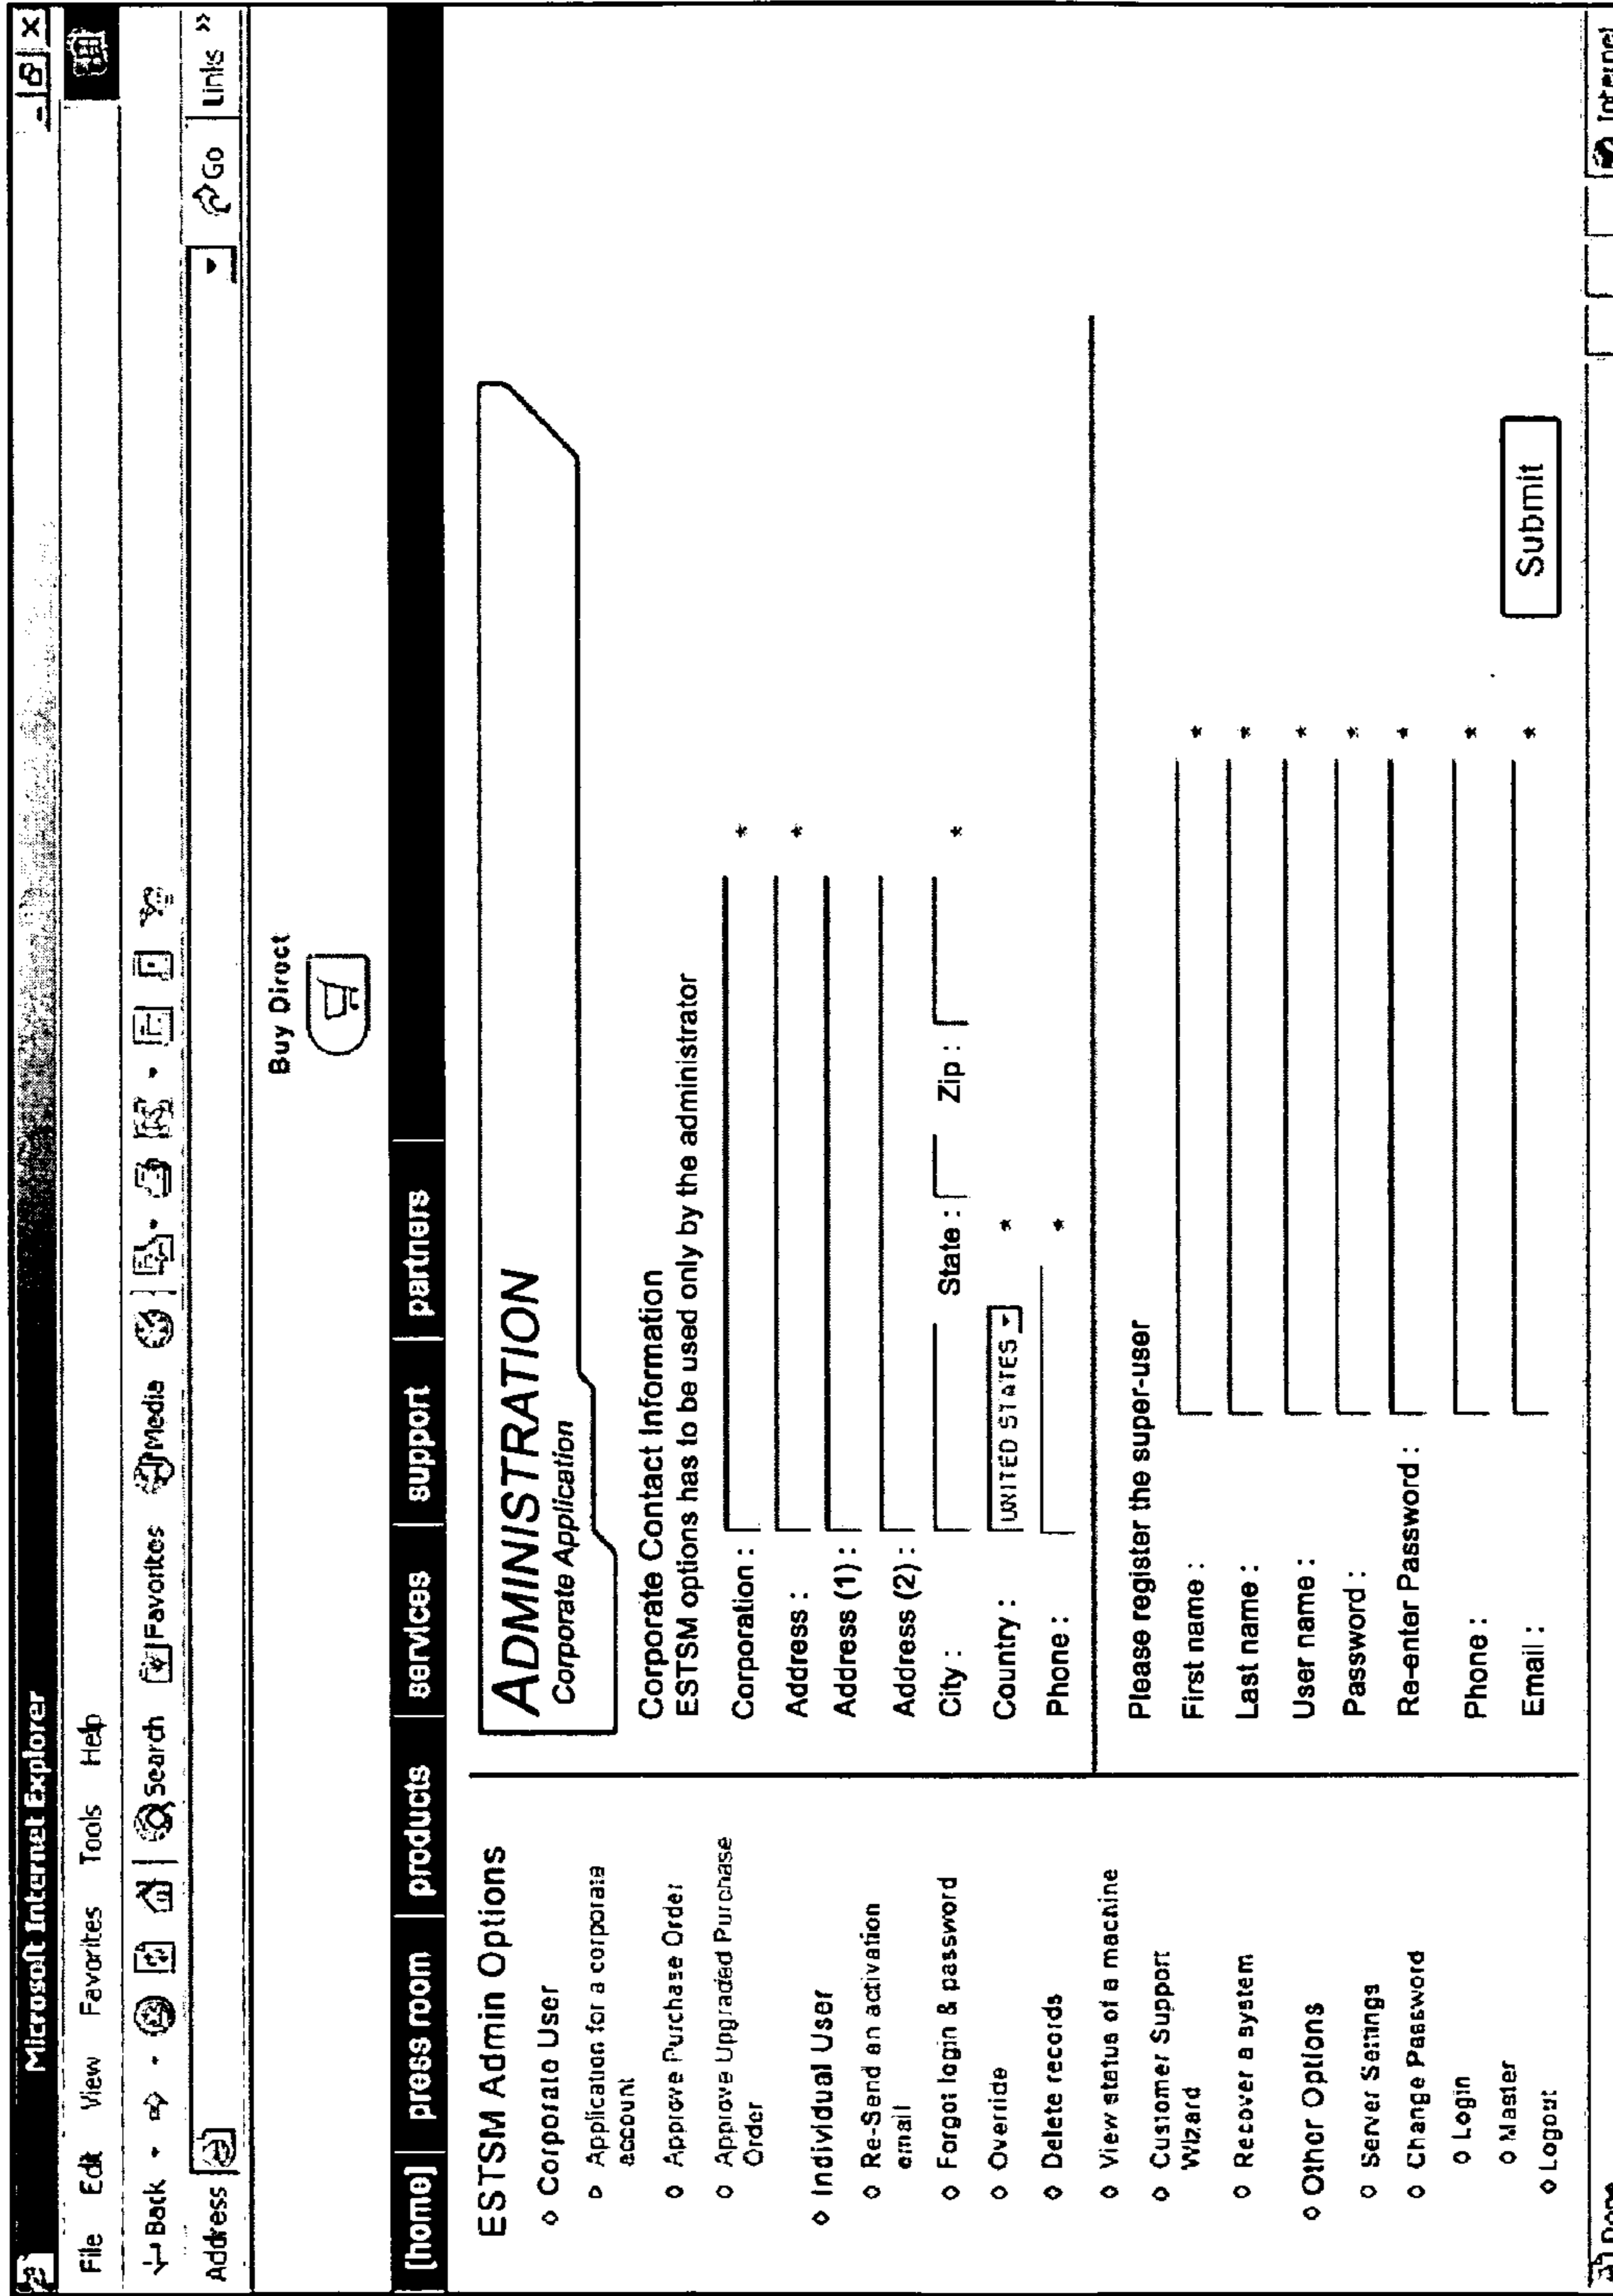 Microsoft Internet Explorer
File Edit View Favorites Tools Help
Back Search Favorites Media
Address Go Links »
Buy Direct
[home] press room products services support partners
ESTSM Admin Options
Corporate User
Application for a corporate
account
Approve Purchase Order
Approve Upgraded Purchase
Order
Individual User
Re-Send an activation
email
Forgot login & password
Override
Delete records
View status of a machine
Customer Support
Wizard
Recover a system
Other Options
Server Settings
Change Password
Login
Master
Logout
ADMINISTRATION
Corporate Application
Corporate Contact Information
ESTSM options has to be used only by the administrator
Corporation : *
Address : *
Address (1) :
Address (2) :
City : State : Zip : *
Country : UNITED STATES *
Phone : *
Please register the super-user
First name : *
Last name : *
User name : *
Password : *
Re-enter Password : *
Phone : *
Email : *
Submit
Done Internet